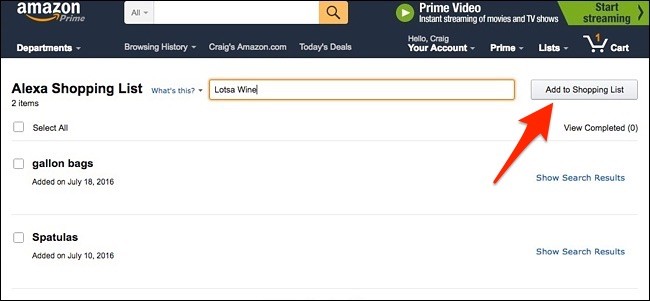 amazon
Prime
All
Prime Video
Instant streaming of movies and TV shows
Start
streaming
Departments
Browsing History
Craig's Amazon.com
Today's Deals
Hello, Craig
Your Account
Prime
Lists
1
Cart
Alexa Shopping List
What's this?
Lotsa Wine
Add to Shopping List
2 items
Select All
View Completed (0)
gallon bags
Added on July 18, 2016
Show Search Results
Spatulas
Added on July 10, 2016
Show Search Results